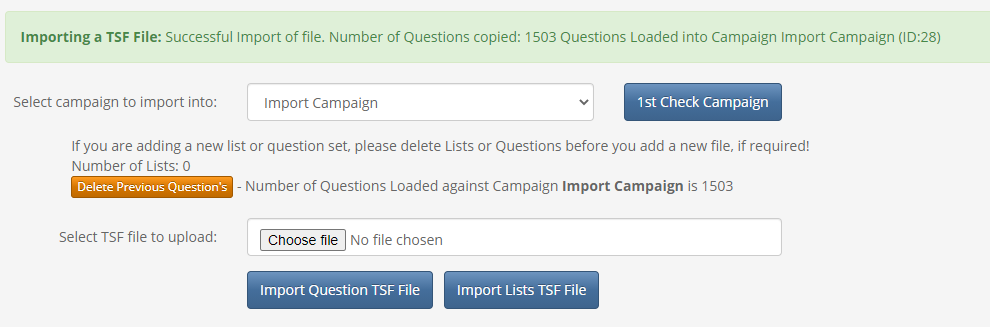 Importing a TSF File: Successful Import of file. Number of Questions copied: 1503 Questions Loaded into Campaign Import Campaign (ID:28)
Select campaign to import into: Import Campaign 1st Check Campaign
If you are adding a new list or question set, please delete Lists or Questions before you add a new file, if required!
Number of Lists: 0
Delete Previous Question's - Number of Questions Loaded against Campaign Import Campaign is 1503
Select TSF file to upload: Choose file No file chosen
Import Question TSF File Import Lists TSF File